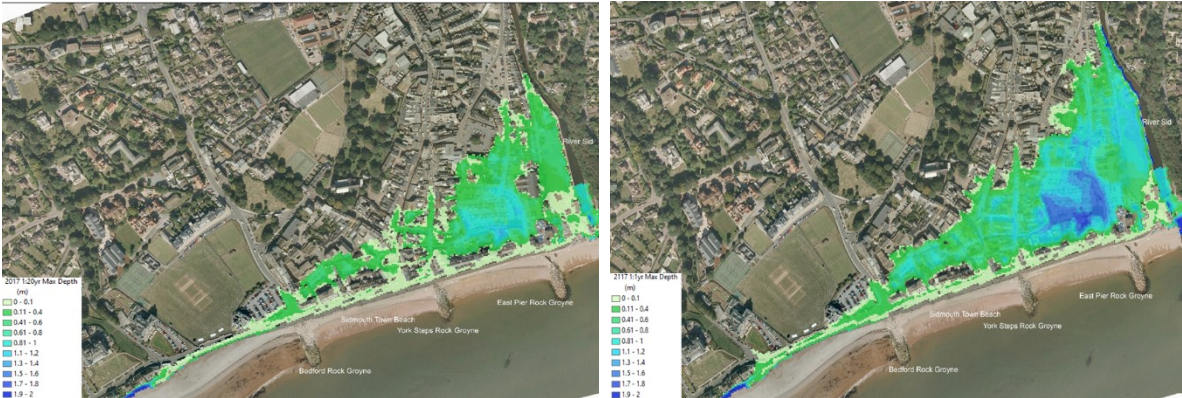 2017 1:20yr Max Depth
(m)
0 - 0.1
0.11 - 0.4
0.41 - 0.6
0.61 - 0.8
0.81 - 1
1.1 - 1.2
1.3 - 1.4
1.5 - 1.6
1.7 - 1.8
1.9 - 2
River Sid
East Pier Rock Groyne
Sidmouth Town Beach
York Steps Rock Groyne
Bedford Rock Groyne
2117 1:1yr Max Depth
(m)
0 - 0.1
0.11 - 0.4
0.41 - 0.6
0.61 - 0.8
0.81 - 1
1.1 - 1.2
1.3 - 1.4
1.5 - 1.6
1.7 - 1.8
1.9 - 2
River Sid
East Pier Rock Groyne
Sidmouth Town Beach
York Steps Rock Groyne
Bedford Rock Groyne